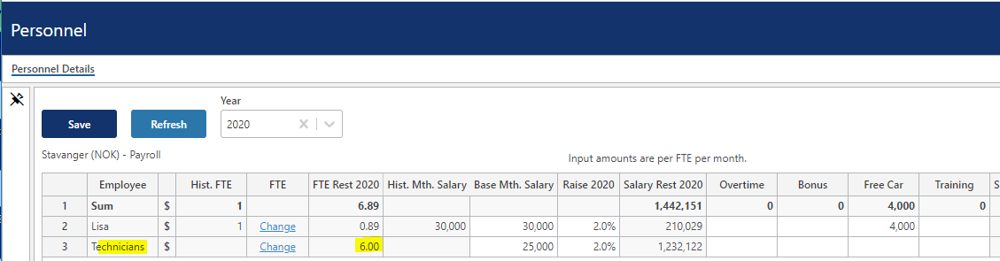 Personnel
Personnel Details
Year
Save Refresh 2020
Stavanger (NOK) - Payroll Input amounts are per FTE per month.
Employee Hist. FTE FTE FTE Rest 2020 Hist. Mth. Salary Base Mth. Salary Raise 2020 Salary Rest 2020 Overtime Bonus Free Car Training S
1 Sum $ 1 6.89 1,442,151 0 0 4,000 0
2 Lisa $ 1 Change 0.89 30,000 30,000 2.0% 210,029 4,000
3 Technicians $ Change 6.00 25,000 2.0% 1,232,122